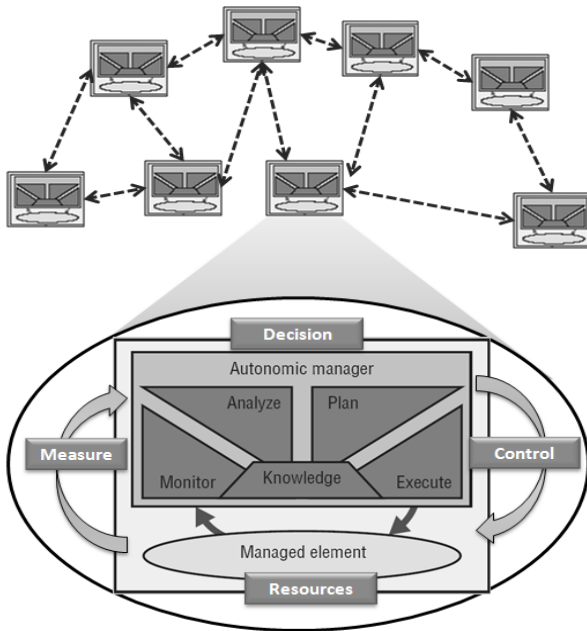 Decision
Autonomic manager
Analyze
Plan
Measure
Control
Monitor
Knowledge
Execute
Managed element
Resources